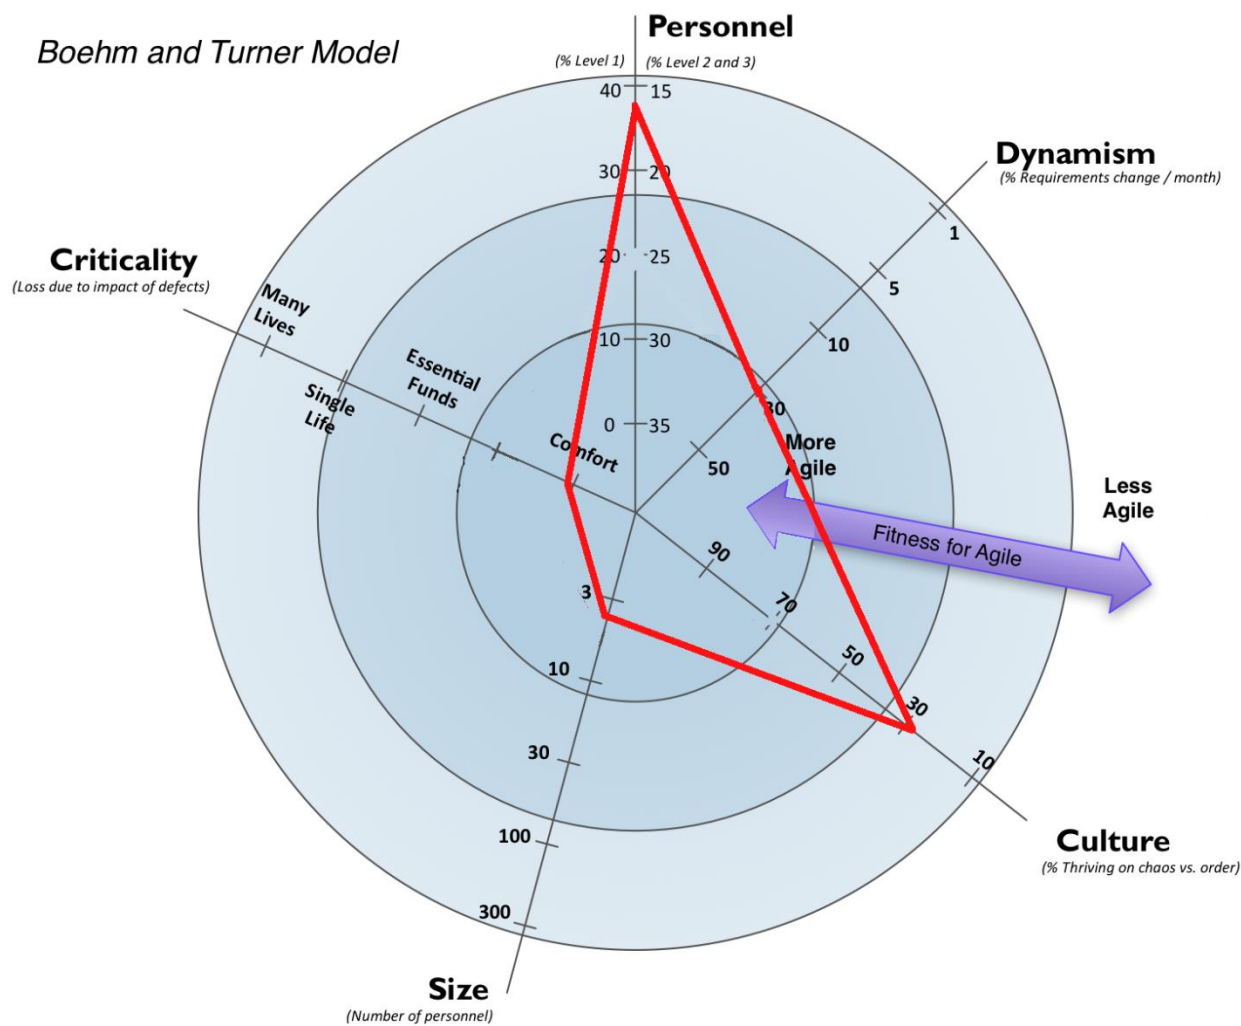 Boehm and Turner Model
Personnel
(% Level 1) (% Level 2 and 3)
40 15
30 20
20 25
10 30
0 35
Dynamism
(% Requirements change / month)
1
5
10
30
50
Criticality
(Loss due to impact of defects)
Many
Lives
Single
Life
Essential
Funds
Comfort
More
Agile
Less
Agile
Fitness for Agile
90
70
50
30
10
Culture
(% Thriving on chaos vs. order)
3
10
30
100
300
Size
(Number of personnel)